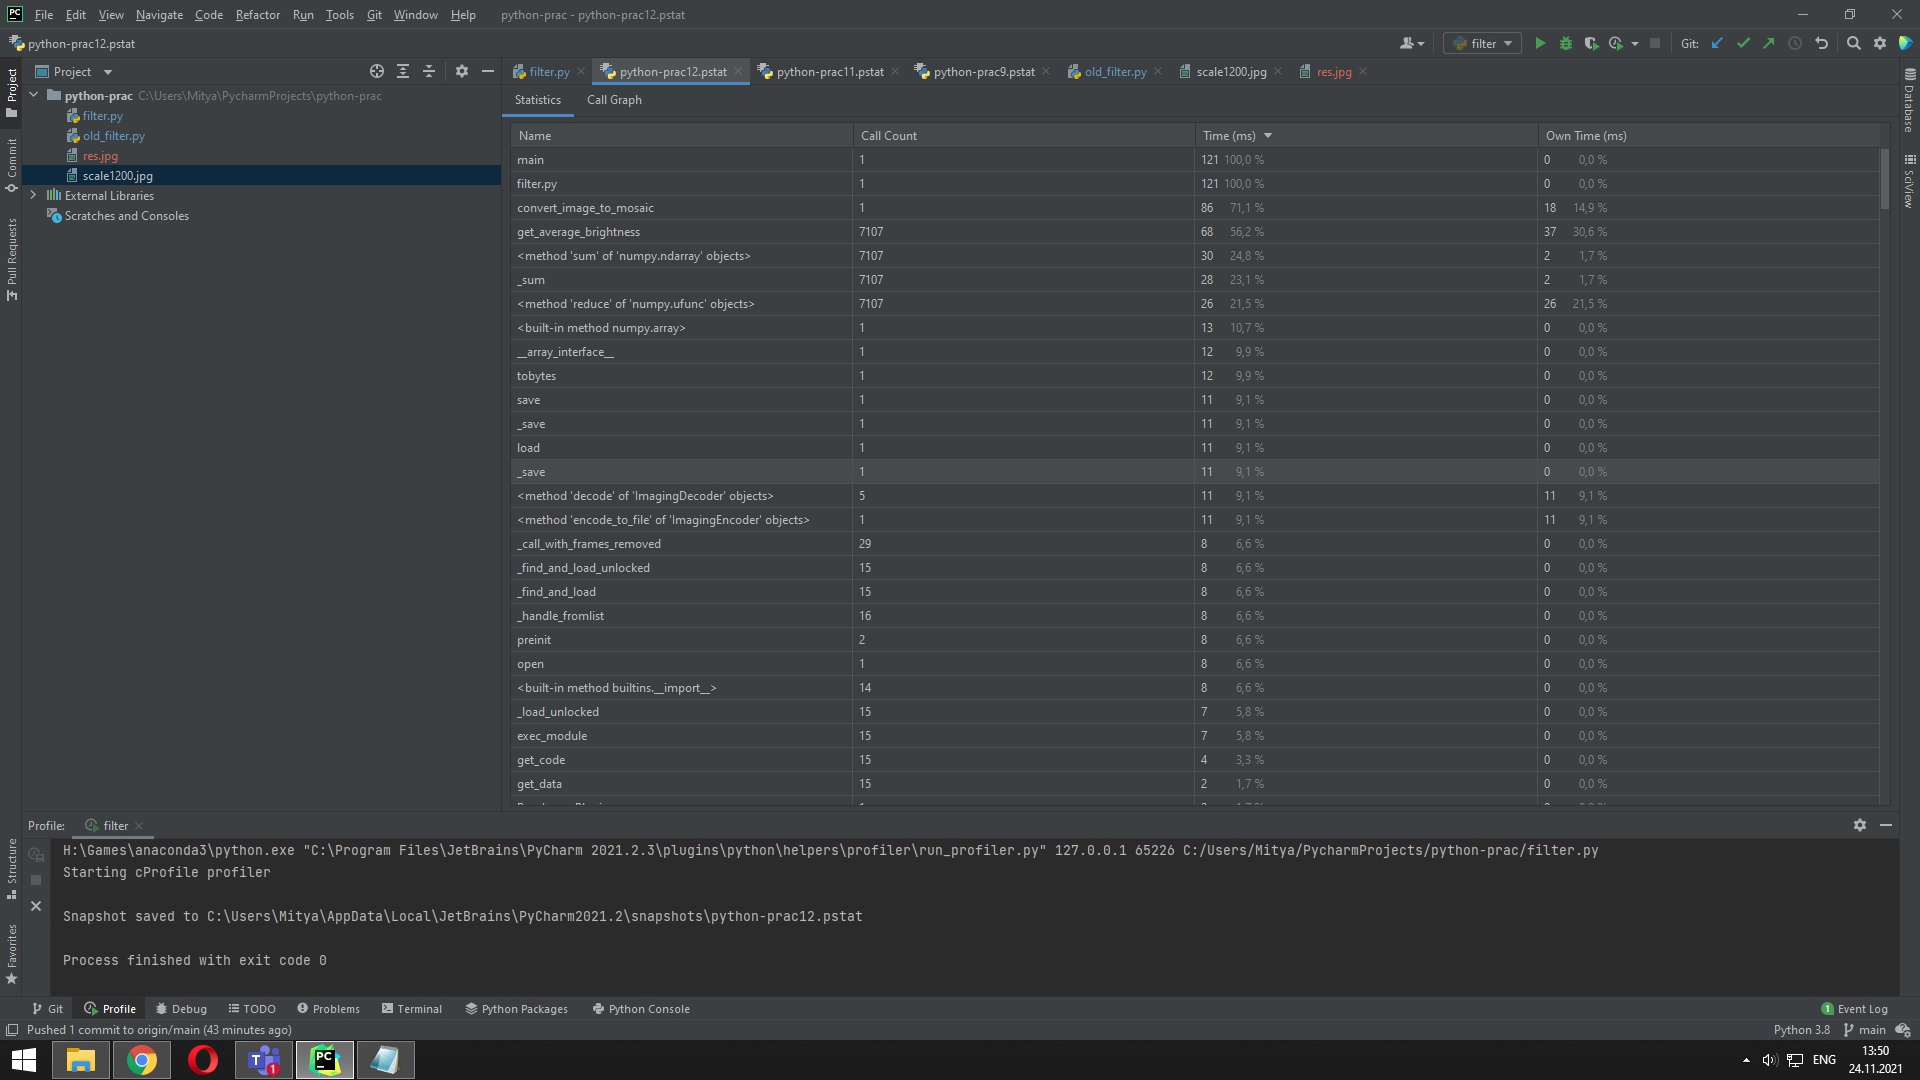 PC File Edit View Navigate Code Refactor Run Tools Git Window Help python-prac - python-prac12.pstat
python-prac12.pstat filter Git:
Project
filter.py python-prac12.pstat python-prac11.pstat python-prac9.pstat old_filter.py scale1200.jpg res.jpg
Statistics Call Graph
python-prac C:\Users\Mitya\PycharmProjects\python-prac
filter.py
old_filter.py
res.jpg
scale1200.jpg
External Libraries
Scratches and Consoles
Project
Commit
Pull Requests
Structure
Favorites
Database
SciView
Name Call Count Time (ms) Own Time (ms)
main 1 121 100,0 % 0 0,0 %
filter.py 1 121 100,0 % 0 0,0 %
convert_image_to_mosaic 1 86 71,1 % 18 14,9 %
get_average_brightness 7107 68 56,2 % 37 30,6 %
<method 'sum' of 'numpy.ndarray' objects> 7107 30 24,8 % 2 1,7 %
_sum 7107 28 23,1 % 2 1,7 %
<method 'reduce' of 'numpy.ufunc' objects> 7107 26 21,5 % 26 21,5 %
<built-in method numpy.array> 1 13 10,7 % 0 0,0 %
__array_interface__ 1 12 9,9 % 0 0,0 %
tobytes 1 12 9,9 % 0 0,0 %
save 1 11 9,1 % 0 0,0 %
_save 1 11 9,1 % 0 0,0 %
load 1 11 9,1 % 0 0,0 %
_save 1 11 9,1 % 0 0,0 %
<method 'decode' of 'ImagingDecoder' objects> 5 11 9,1 % 11 9,1 %
<method 'encode_to_file' of 'ImagingEncoder' objects> 1 11 9,1 % 11 9,1 %
_call_with_frames_removed 29 8 6,6 % 0 0,0 %
_find_and_load_unlocked 15 8 6,6 % 0 0,0 %
_find_and_load 15 8 6,6 % 0 0,0 %
_handle_fromlist 16 8 6,6 % 0 0,0 %
preinit 2 8 6,6 % 0 0,0 %
open 1 8 6,6 % 0 0,0 %
<built-in method builtins.__import__> 14 8 6,6 % 0 0,0 %
_load_unlocked 15 7 5,8 % 0 0,0 %
exec_module 15 7 5,8 % 0 0,0 %
get_code 15 4 3,3 % 0 0,0 %
get_data 15 2 1,7 % 0 0,0 %
Profile: filter
H:\Games\anaconda3\python.exe "C:\Program Files\JetBrains\PyCharm 2021.2.3\plugins\python\helpers\profiler\run_profiler.py" 127.0.0.1 65226 C:/Users/Mitya/PycharmProjects/python-prac/filter.py
Starting cProfile profiler
Snapshot saved to C:\Users\Mitya\AppData\Local\JetBrains\PyCharm2021.2\snapshots\python-prac12.pstat
Process finished with exit code 0
Git Profile Debug TODO Problems Terminal Python Packages Python Console 1 Event Log
Pushed 1 commit to origin/main (43 minutes ago) Python 3.8 main
T 1 PC ENG 13:50
24.11.2021